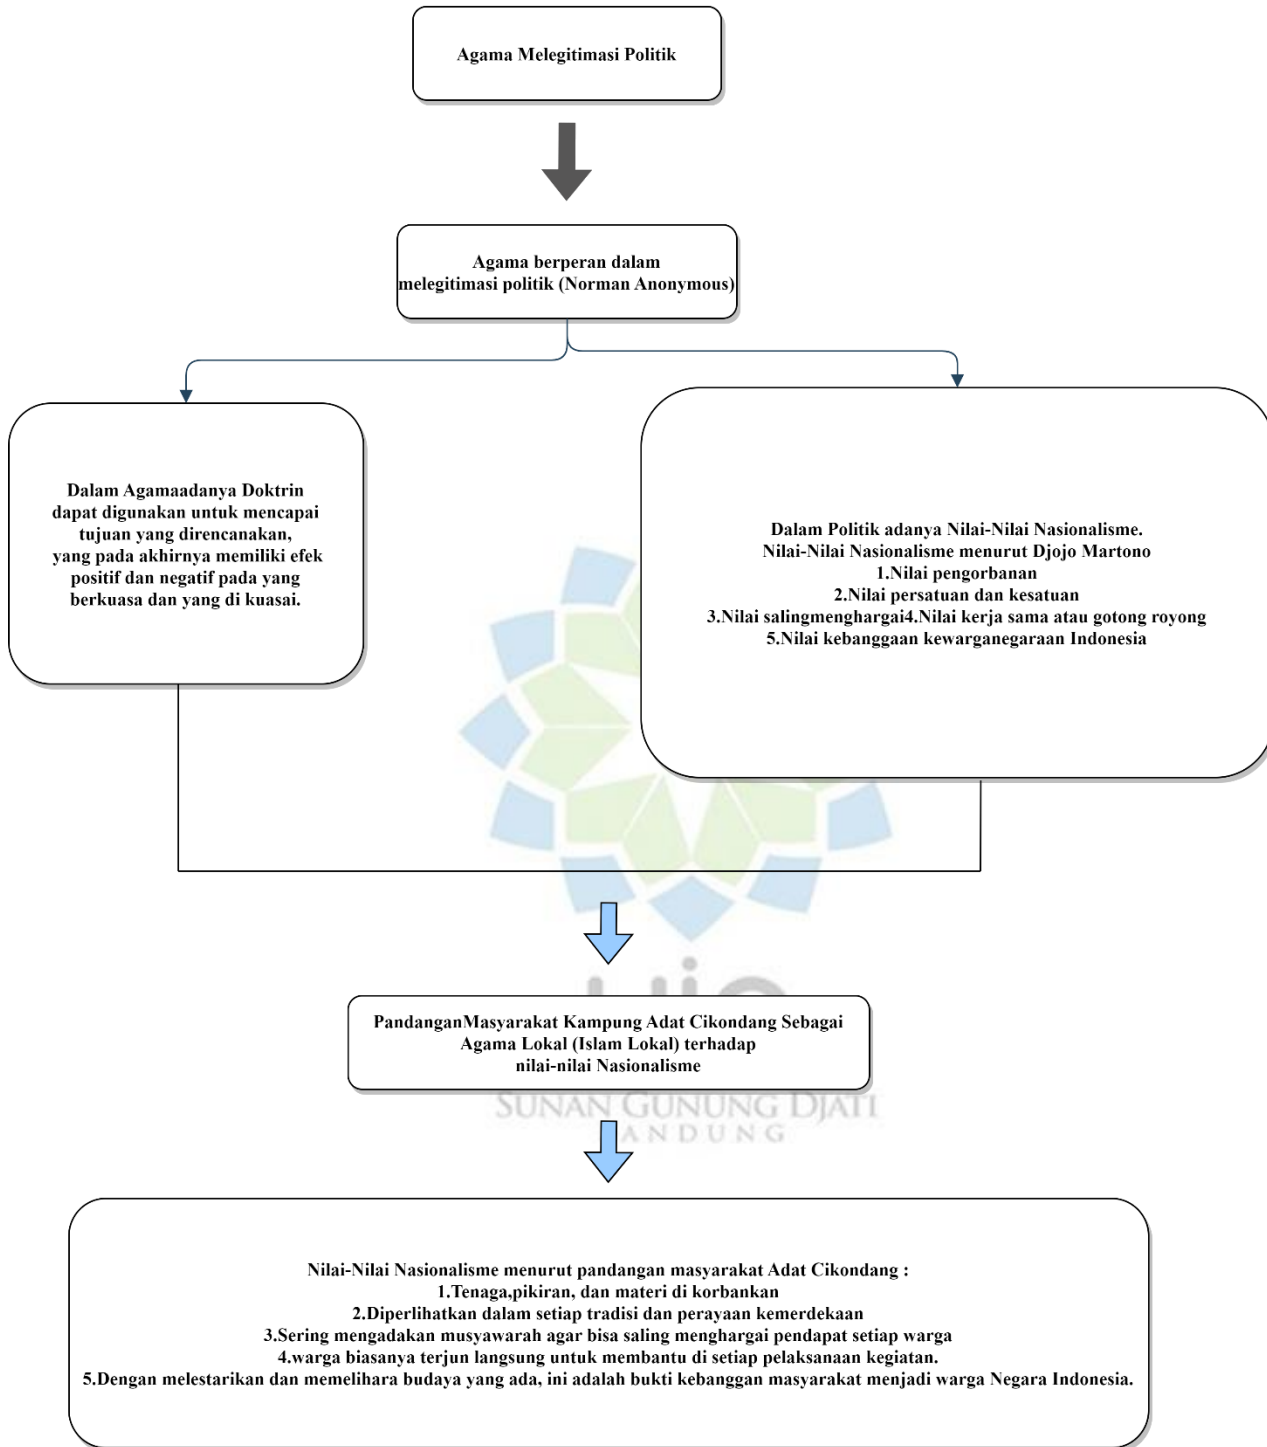 Agama Melegitimasi Politik
Agama berperan dalam
melegitimasi politik (Norman Anonymous)
Dalam Agamaadanya Doktrin
dapat digunakan untuk mencapai
tujuan yang direncanakan,
yang pada akhirnya memiliki efek
positif dan negatif pada yang
berkuasa dan yang di kuasai.
Dalam Politik adanya Nilai-Nilai Nasionalisme.
Nilai-Nilai Nasionalisme menurut Djojo Martono
1.Nilai pengorbanan
2.Nilai persatuan dan kesatuan
3.Nilai salingmenghargai4.Nilai kerja sama atau gotong royong
5.Nilai kebanggaan kewarganegaraan Indonesia
PandanganMasyarakat Kampung Adat Cikondang Sebagai
Agama Lokal (Islam Lokal) terhadap
nilai-nilai Nasionalisme
SUNAN GUNUNG DJATI
Nilai-Nilai Nasionalisme menurut pandangan masyarakat Adat Cikondang :
1.Tenaga,pikiran, dan materi di korbankan
2.Diperlihatkan dalam setiap tradisi dan perayaan kemerdekaan
3.Sering mengadakan musyawarah agar bisa saling menghargai pendapat setiap warga
4.warga biasanya terjun langsung untuk membantu di setiap pelaksanaan kegiatan.
5.Dengan melestarikan dan memelihara budaya yang ada, ini adalah bukti kebanggan masyarakat menjadi warga Negara Indonesia.